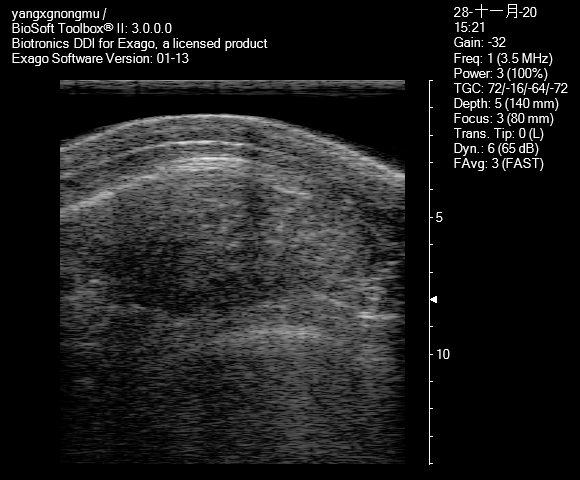 yangxgnongmu /
BioSoft Toolbox® II: 3.0.0.0
Biotronics DDI for Exago, a licensed product
Exago Software Version: 01-13
28-十一月-20
15:21
Gain: -32
Freq: 1 (3.5 MHz)
Power: 3 (100%)
TGC: 72/-16/-64/-72
Depth: 5 (140 mm)
Focus: 3 (80 mm)
Trans. Tip: 0 (L)
Dyn.: 6 (65 dB)
FAvg: 3 (FAST)
5
10